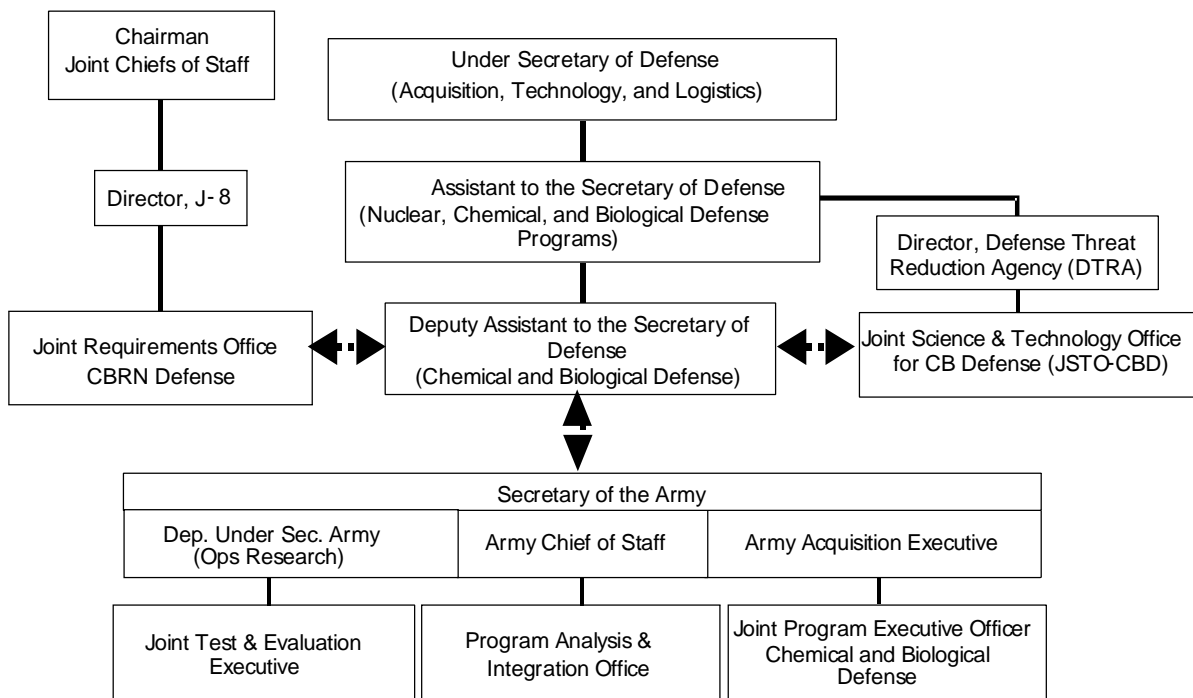 Chairman
Joint Chiefs of Staff
Under Secretary of Defense
(Acquisition, Technology, and Logistics)
Director, J-8
Assistant to the Secretary of Defense
(Nuclear, Chemical, and Biological Defense
Programs)
Director, Defense Threat
Reduction Agency (DTRA)
Joint Requirements Office
CBRN Defense
Deputy Assistant to the Secretary of
Defense
(Chemical and Biological Defense)
Joint Science & Technology Office
for CB Defense (JSTO-CBD)
Secretary of the Army
Dep. Under Sec. Army
(Ops Research)
Army Chief of Staff
Army Acquisition Executive
Joint Test & Evaluation
Executive
Program Analysis &
Integration Office
Joint Program Executive Officer
Chemical and Biological
Defense